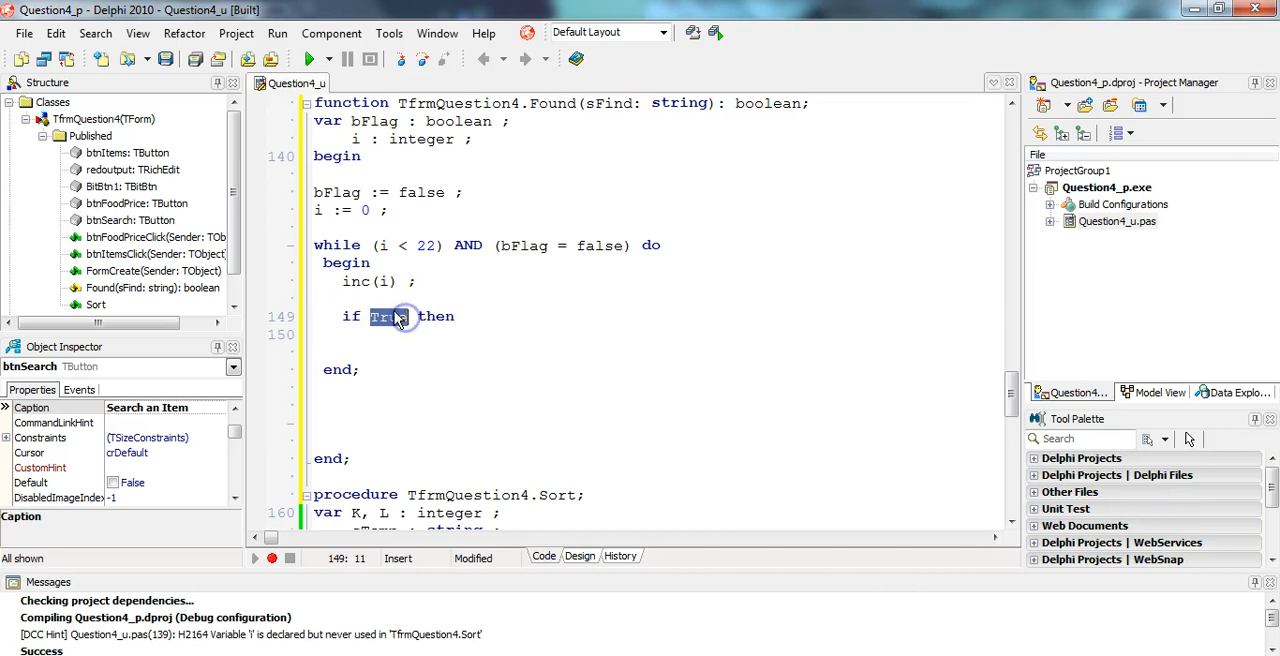 Question4_p - Delphi 2010 - Question4_u [Built]
File Edit Search View Refactor Project Run Component Tools Window Help Default Layout
Structure
Classes
TfrmQuestion4(TForm)
Published
btnItems: TButton
redoutput: TRichEdit
BitBtn1: TBitBtn
btnFoodPrice: TButton
btnSearch: TButton
btnFoodPriceClick(Sender: TOb
btnItemsClick(Sender: TObject)
FormCreate(Sender: TObject)
Found(sFind: string): boolean
Sort
Object Inspector
btnSearch TButton
Properties Events
Caption Search an Item
CommandLinkHint
Constraints (TSizeConstraints)
Cursor crDefault
CustomHint
Default False
DisabledImageIndex -1
Caption
All shown
Question4_u
function TfrmQuestion4.Found(sFind: string): boolean;
var bFlag : boolean ;
i : integer ;
140 begin
bFlag := false ;
i := 0 ;
while (i < 22) AND (bFlag = false) do
begin
inc(i) ;
149 if True then
150
end;
end;
procedure TfrmQuestion4.Sort;
160 var K, L : integer ;
149: 11 Insert Modified Code Design History
Question4_p.dproj - Project Manager
File
ProjectGroup1
Question4_p.exe
Build Configurations
Question4_u.pas
Question4... Model View Data Explo...
Tool Palette
Search
Delphi Projects
Delphi Projects | Delphi Files
Other Files
Unit Test
Web Documents
Delphi Projects | WebServices
Delphi Projects | WebSnap
Messages
Checking project dependencies...
Compiling Question4_p.dproj (Debug configuration)
[DCC Hint] Question4_u.pas(139): H2164 Variable 'i' is declared but never used in 'TfrmQuestion4.Sort'
Success